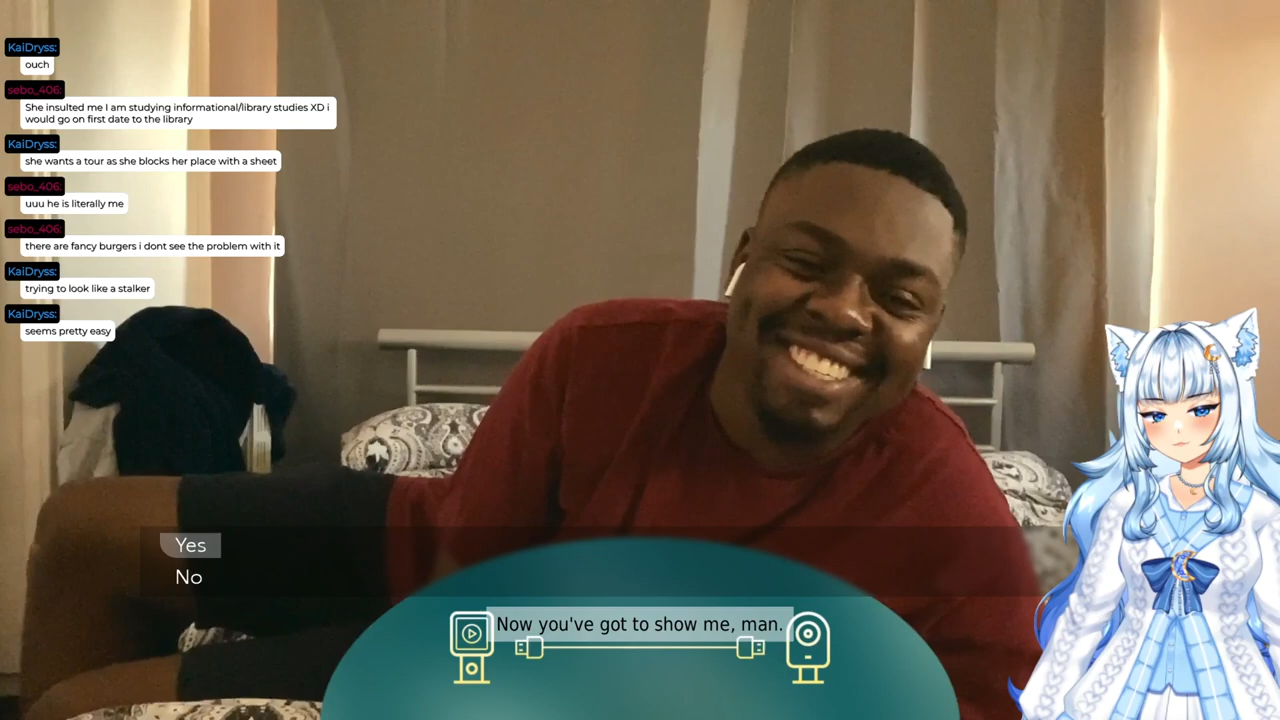 KaiDryss:
ouch
sebo_406:
She insulted me I am studying informational/library studies XD i
would go on first date to the library
KaiDryss:
she wants a tour as she blocks her place with a sheet
sebo_406:
uuu he is literally me
sebo_406:
there are fancy burgers i dont see the problem with it
KaiDryss:
trying to look like a stalker
KaiDryss:
seems pretty easy
Yes
No
Now you've got to show me, man.